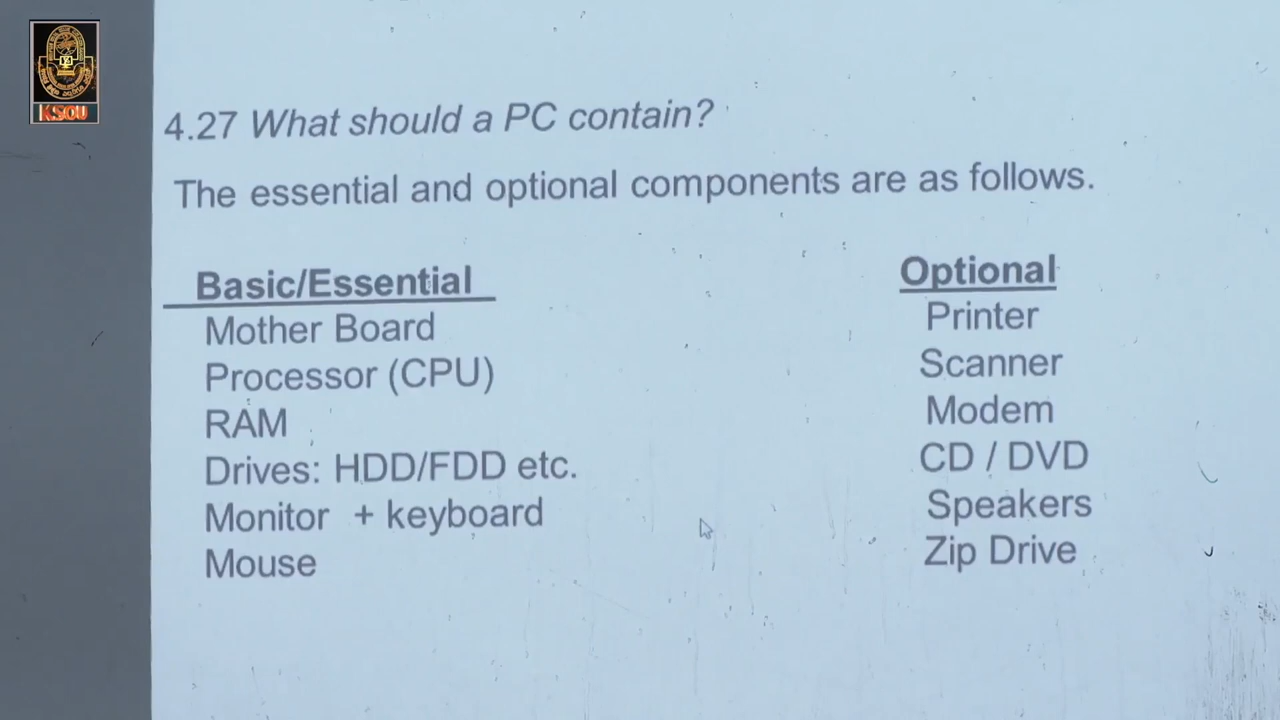 KSOU
4.27 What should a PC contain?
The essential and optional components are as follows.
Basic/Essential
Mother Board
Processor (CPU)
RAM
Drives: HDD/FDD etc.
Monitor + keyboard
Mouse
Optional
Printer
Scanner
Modem
CD / DVD
Speakers
Zip Drive